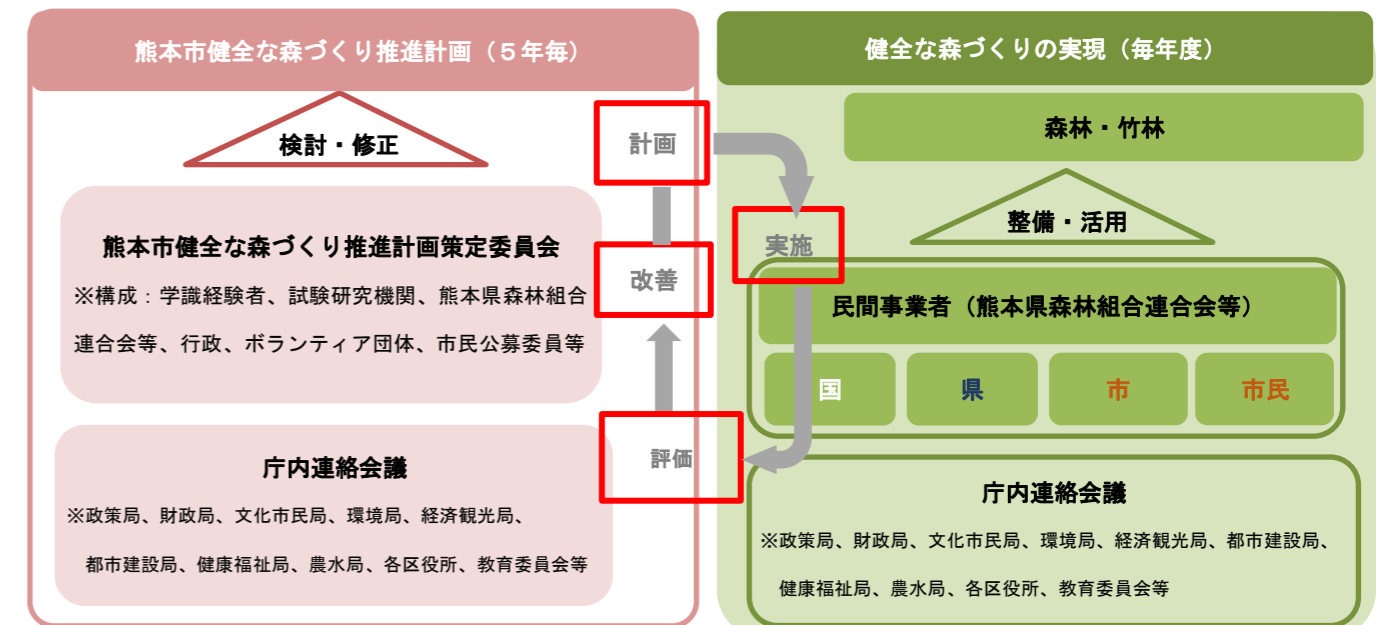 熊本市健全な森づくり推進計画（５年毎）
検討・修正
熊本市健全な森づくり推進計画策定委員会
※構成：学識経験者、試験研究機関、熊本県森林組合
連合会等、行政、ボランティア団体、市民公募委員等
庁内連絡会議
※政策局、財政局、文化市民局、環境局、経済観光局、
都市建設局、健康福祉局、農水局、各区役所、教育委員会等
計画
実施
改善
評価
健全な森づくりの実現（毎年度）
森林・竹林
整備・活用
民間事業者（熊本県森林組合連合会等）
国
県
市
市民
庁内連絡会議
※政策局、財政局、文化市民局、環境局、経済観光局、都市建設局、
健康福祉局、農水局、各区役所、教育委員会等